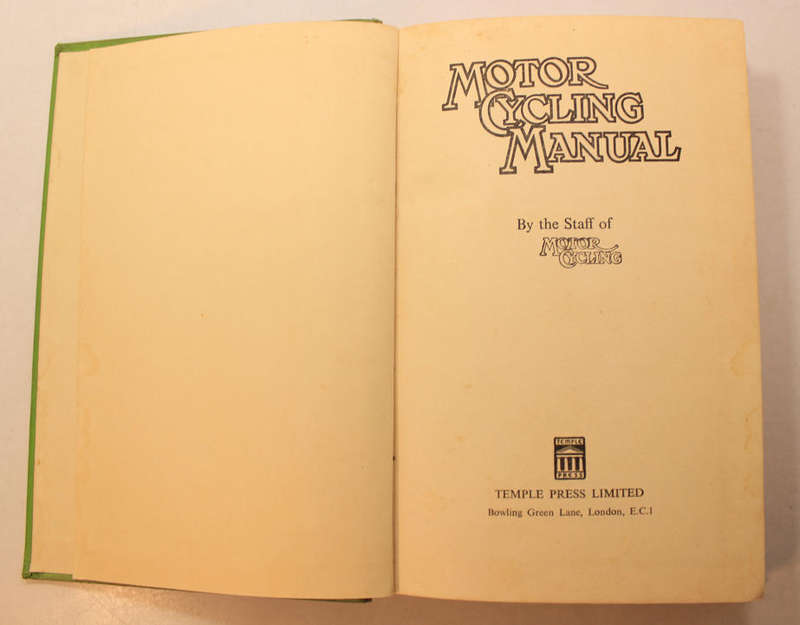 MOTOR
CYCLING
MANUAL
By the Staff of
MOTOR
CYCLING
TEMPLE
PRESS
TEMPLE PRESS LIMITED
Bowling Green Lane, London, E.C.1